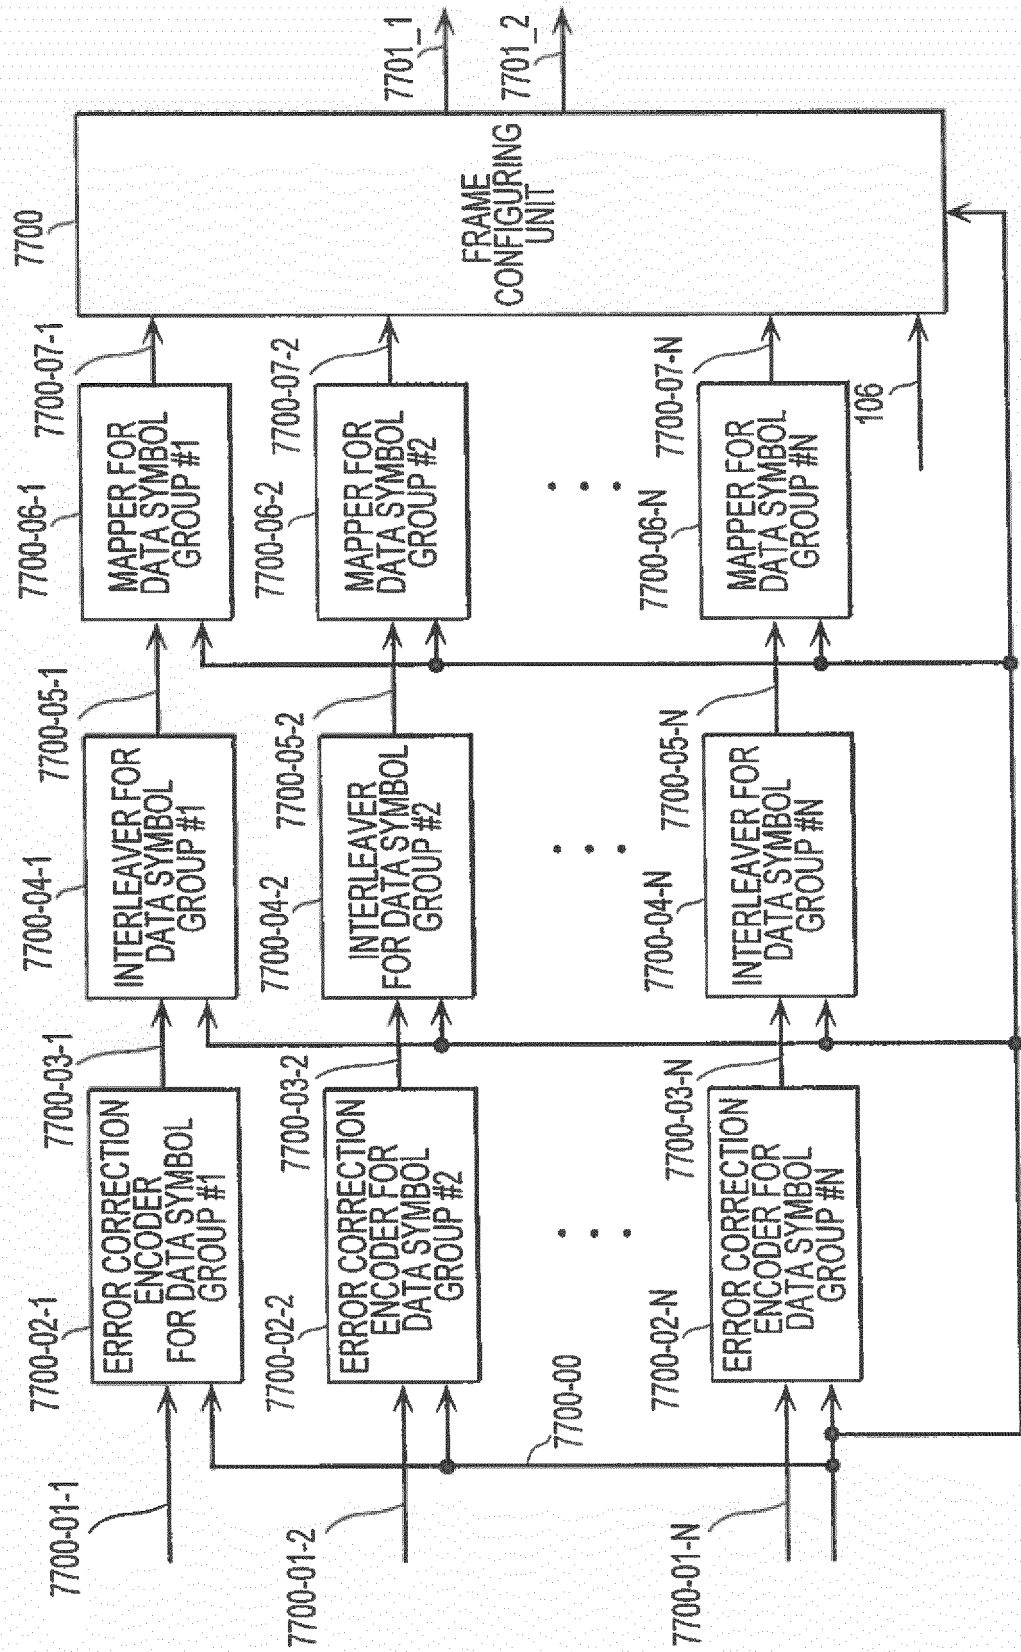 7700-01-1
7700-02-1
ERROR CORRECTION
ENCODER
FOR DATA SYMBOL
GROUP #1
7700-03-1
7700-04-1
INTERLEAVER FOR
DATA SYMBOL
GROUP #1
7700-05-1
7700-06-1
MAPPER FOR
DATA SYMBOL
GROUP #1
7700-07-1
7700
FRAME
CONFIGURING
UNIT
7701_1
7701_2
7700-01-2
7700-02-2
ERROR CORRECTION
ENCODER FOR
DATA SYMBOL
GROUP #2
7700-03-2
7700-04-2
INTERLEAVER
FOR DATA SYMBOL
GROUP #2
7700-05-2
7700-06-2
MAPPER FOR
DATA SYMBOL
GROUP #2
7700-07-2
7700-00
7700-01-N
7700-02-N
ERROR CORRECTION
ENCODER FOR
DATA SYMBOL
GROUP #N
7700-03-N
7700-04-N
INTERLEAVER FOR
DATA SYMBOL
GROUP #N
7700-05-N
7700-06-N
MAPPER FOR
DATA SYMBOL
GROUP #N
7700-07-N
106